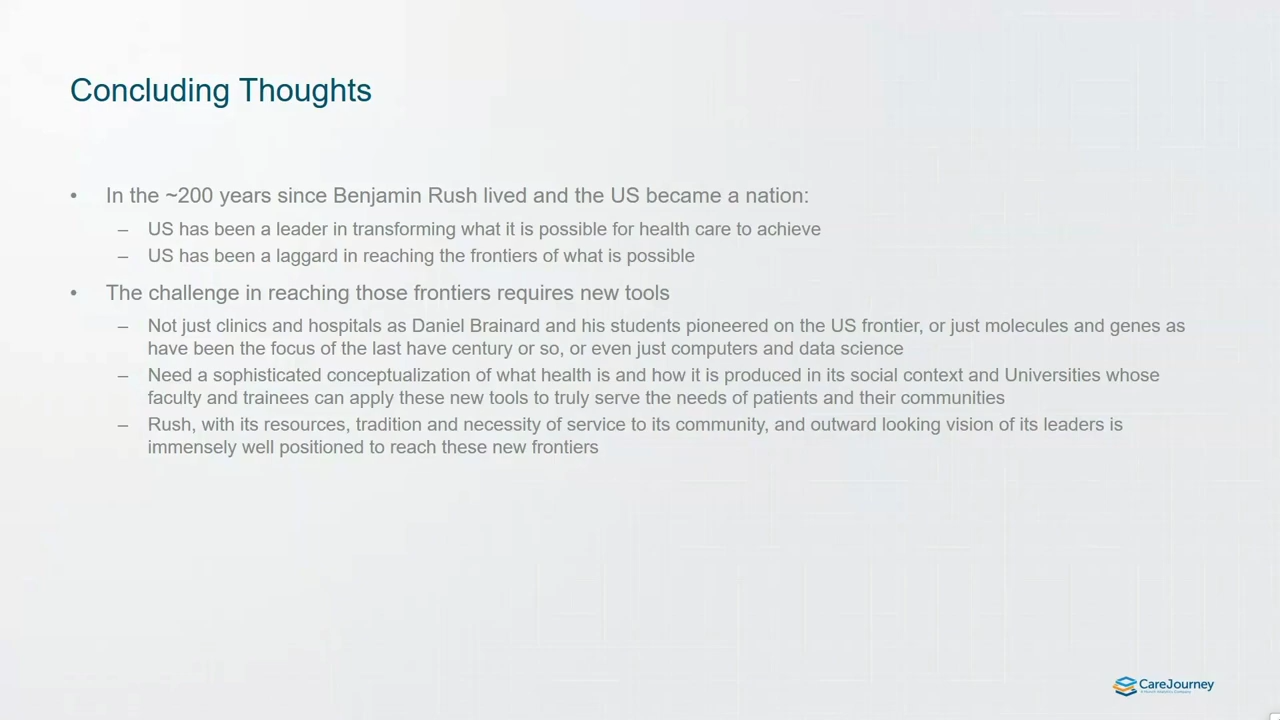 Concluding Thoughts
• In the ~200 years since Benjamin Rush lived and the US became a nation:
– US has been a leader in transforming what it is possible for health care to achieve
– US has been a laggard in reaching the frontiers of what is possible
• The challenge in reaching those frontiers requires new tools
– Not just clinics and hospitals as Daniel Brainard and his students pioneered on the US frontier, or just molecules and genes as
have been the focus of the last have century or so, or even just computers and data science
– Need a sophisticated conceptualization of what health is and how it is produced in its social context and Universities whose
faculty and trainees can apply these new tools to truly serve the needs of patients and their communities
– Rush, with its resources, tradition and necessity of service to its community, and outward looking vision of its leaders is
immensely well positioned to reach these new frontiers
CareJourney